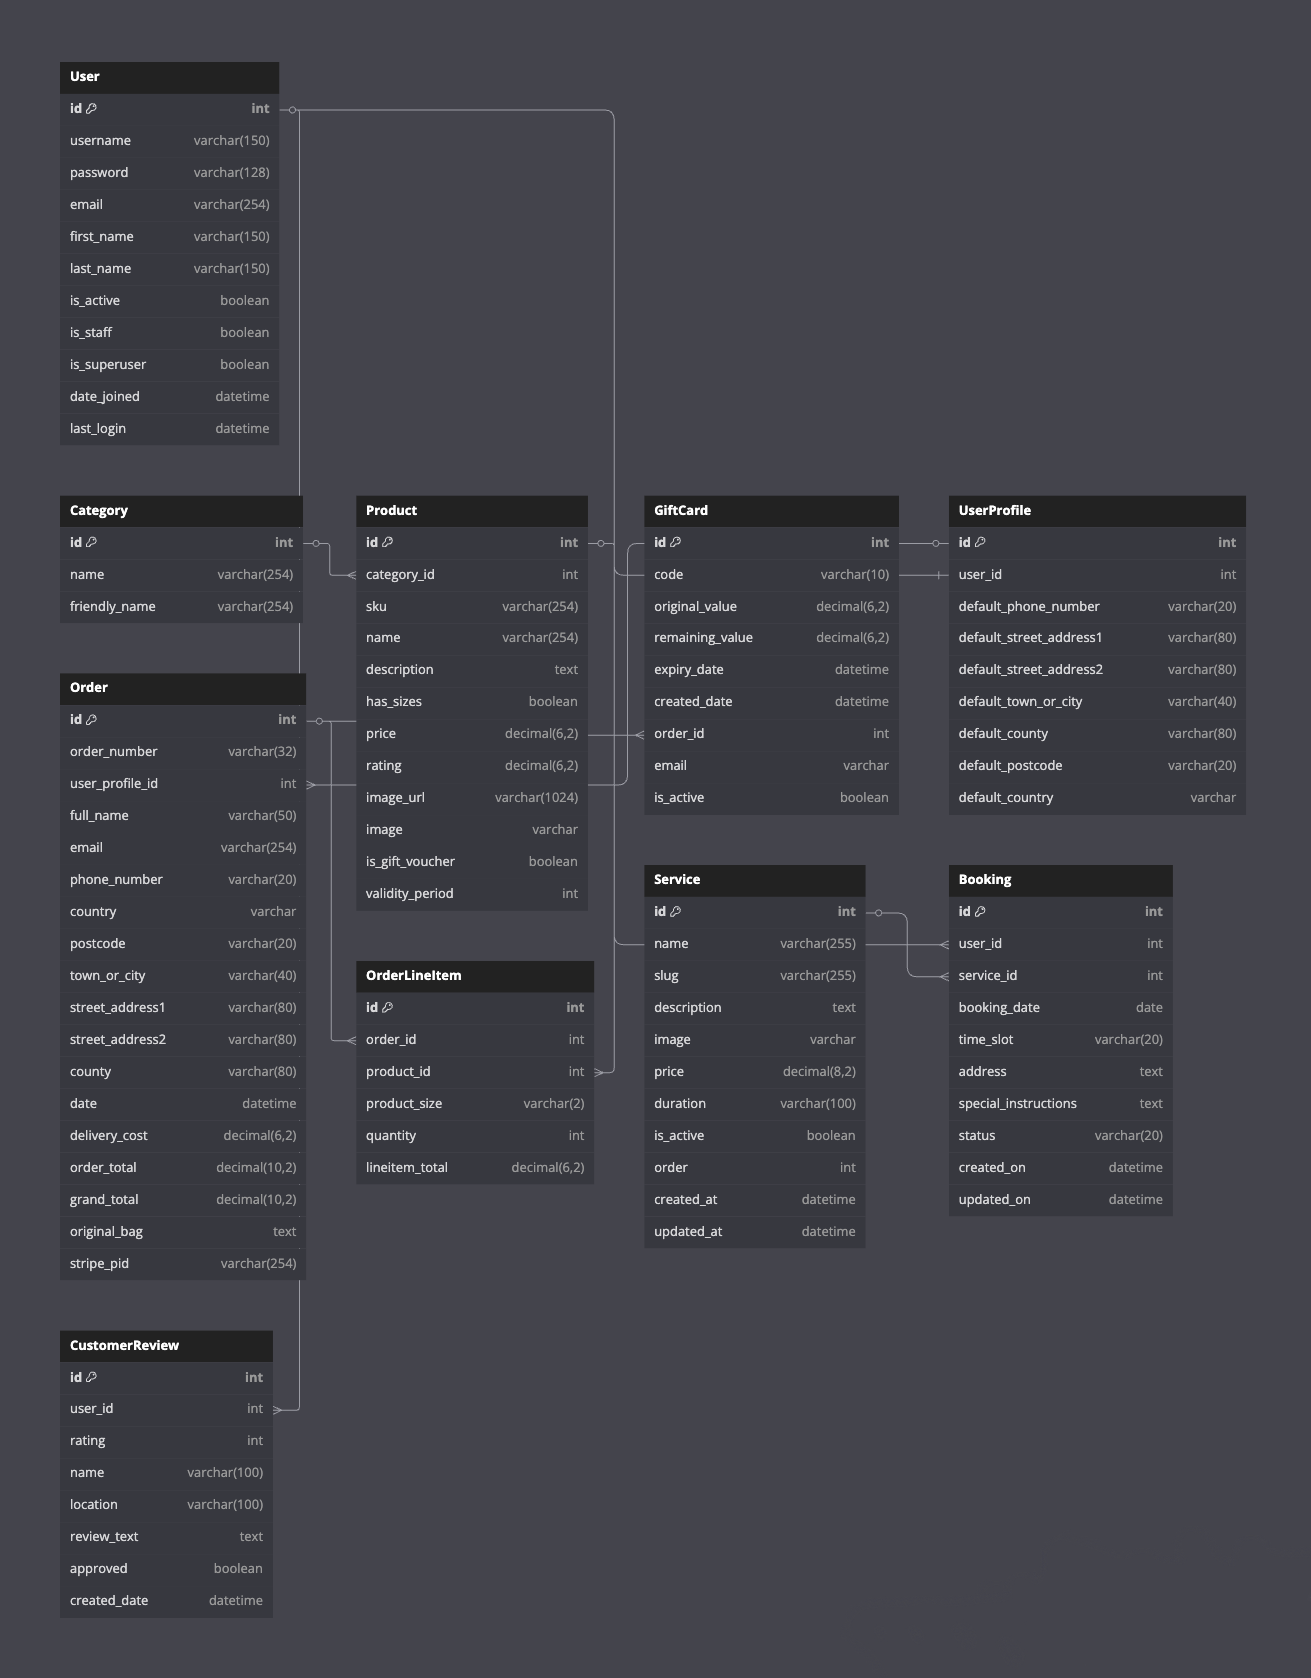 User
id int
username varchar(150)
password varchar(128)
email varchar(254)
first_name varchar(150)
last_name varchar(150)
is_active boolean
is_staff boolean
is_superuser boolean
date_joined datetime
last_login datetime
Category
id int
name varchar(254)
friendly_name varchar(254)
Product
id int
category_id int
sku varchar(254)
name varchar(254)
description text
has_sizes boolean
price decimal(6,2)
rating decimal(6,2)
image_url varchar(1024)
image varchar
is_gift_voucher boolean
validity_period int
GiftCard
id int
code varchar(10)
original_value decimal(6,2)
remaining_value decimal(6,2)
expiry_date datetime
created_date datetime
order_id int
email varchar
is_active boolean
UserProfile
id int
user_id int
default_phone_number varchar(20)
default_street_address1 varchar(80)
default_street_address2 varchar(80)
default_town_or_city varchar(40)
default_county varchar(80)
default_postcode varchar(20)
default_country varchar
Order
id int
order_number varchar(32)
user_profile_id int
full_name varchar(50)
email varchar(254)
phone_number varchar(20)
country varchar
postcode varchar(20)
town_or_city varchar(40)
street_address1 varchar(80)
street_address2 varchar(80)
county varchar(80)
date datetime
delivery_cost decimal(6,2)
order_total decimal(10,2)
grand_total decimal(10,2)
original_bag text
stripe_pid varchar(254)
OrderLineItem
id int
order_id int
product_id int
product_size varchar(2)
quantity int
lineitem_total decimal(6,2)
Service
id int
name varchar(255)
slug varchar(255)
description text
image varchar
price decimal(8,2)
duration varchar(100)
is_active boolean
order int
created_at datetime
updated_at datetime
Booking
id int
user_id int
service_id int
booking_date date
time_slot varchar(20)
address text
special_instructions text
status varchar(20)
created_on datetime
updated_on datetime
CustomerReview
id int
user_id int
rating int
name varchar(100)
location varchar(100)
review_text text
approved boolean
created_date datetime